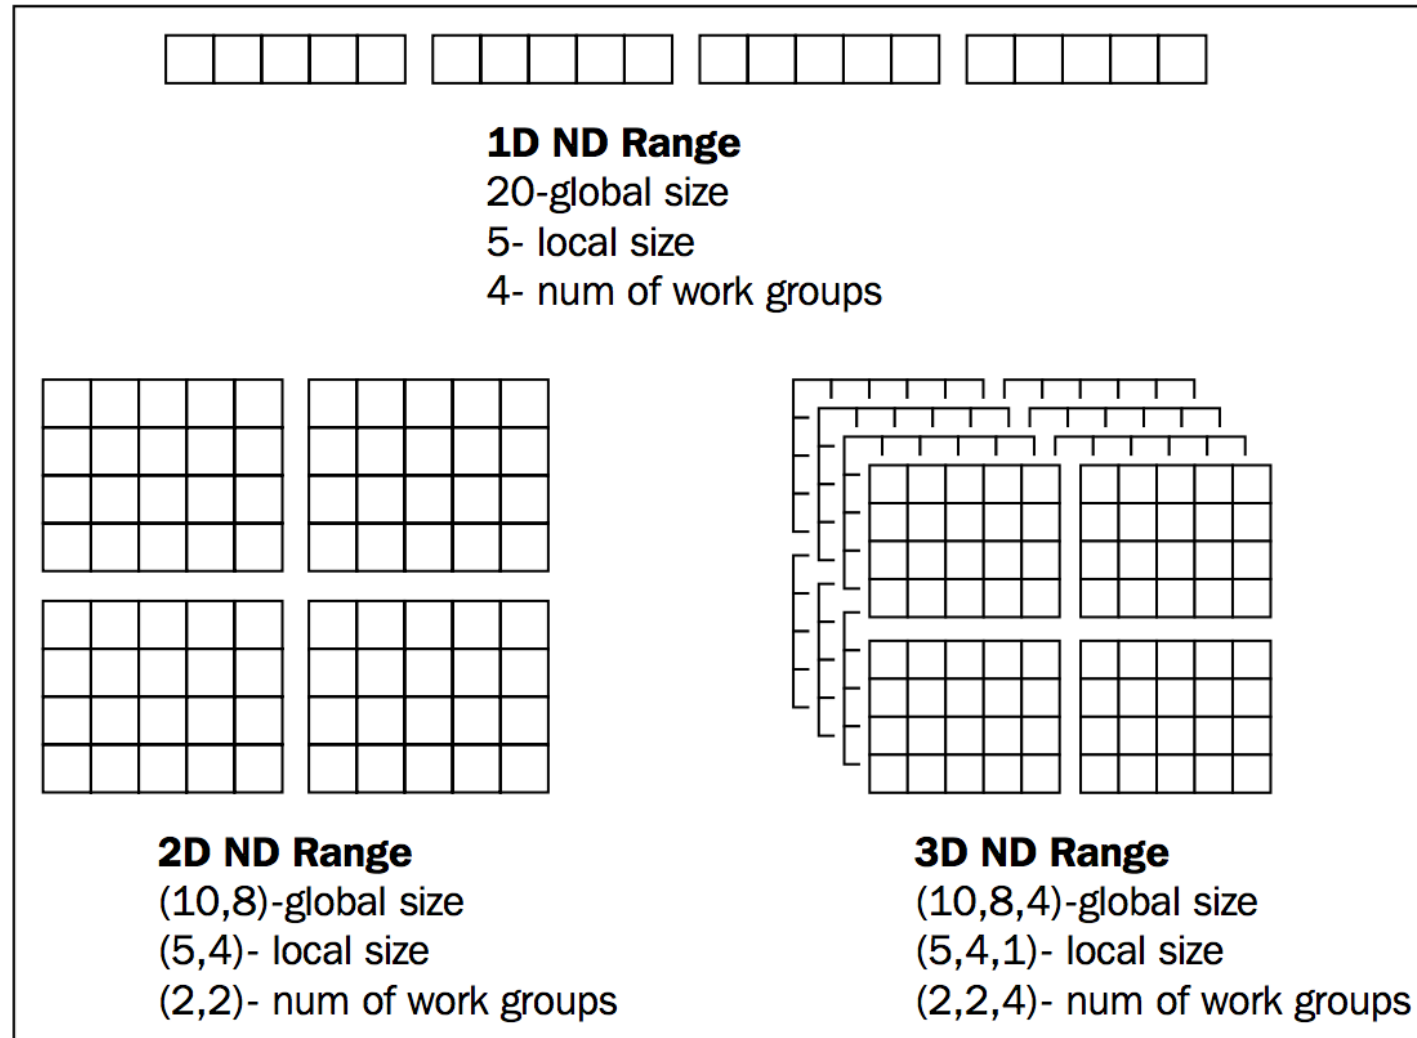 1D ND Range
20-global size
5- local size
4- num of work groups
2D ND Range
(10,8)-global size
(5,4)- local size
(2,2)- num of work groups
3D ND Range
(10,8,4)-global size
(5,4,1)- local size
(2,2,4)- num of work groups